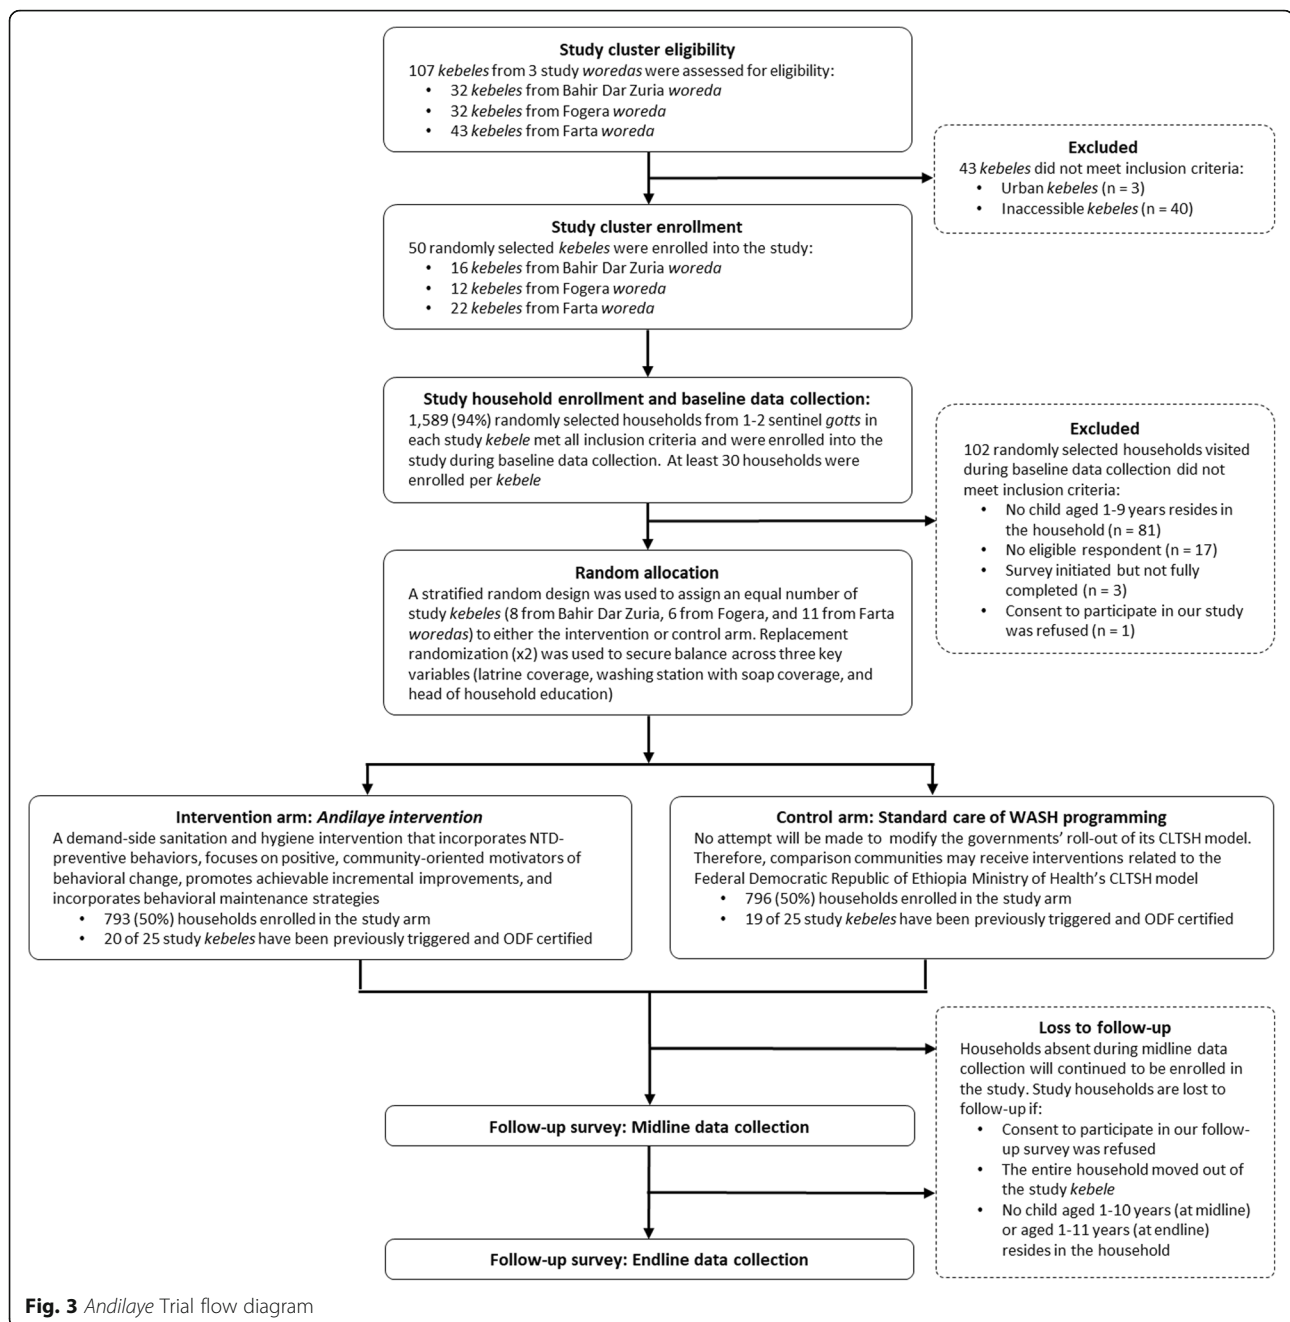 Study cluster eligibility
107 kebeles from 3 study woredas were assessed for eligibility:
• 32 kebeles from Bahir Dar Zuria woreda
• 32 kebeles from Fogera woreda
• 43 kebeles from Farta woreda
Excluded
43 kebeles did not meet inclusion criteria:
• Urban kebeles (n = 3)
• Inaccessible kebeles (n = 40)
Study cluster enrollment
50 randomly selected kebeles were enrolled into the study:
• 16 kebeles from Bahir Dar Zuria woreda
• 12 kebeles from Fogera woreda
• 22 kebeles from Farta woreda
Study household enrollment and baseline data collection:
1,589 (94%) randomly selected households from 1-2 sentinel gotts in
each study kebele met all inclusion criteria and were enrolled into the
study during baseline data collection. At least 30 households were
enrolled per kebele
Excluded
102 randomly selected households visited
during baseline data collection did not
meet inclusion criteria:
• No child aged 1-9 years resides in
the household (n = 81)
• No eligible respondent (n = 17)
• Survey initiated but not fully
completed (n = 3)
• Consent to participate in our study
was refused (n = 1)
Random allocation
A stratified random design was used to assign an equal number of
study kebeles (8 from Bahir Dar Zuria, 6 from Fogera, and 11 from Farta
woredas) to either the intervention or control arm. Replacement
randomization (x2) was used to secure balance across three key
variables (latrine coverage, washing station with soap coverage, and
head of household education)
Intervention arm: Andilaye intervention
A demand-side sanitation and hygiene intervention that incorporates NTD-
preventive behaviors, focuses on positive, community-oriented motivators of
behavioral change, promotes achievable incremental improvements, and
incorporates behavioral maintenance strategies
• 793 (50%) households enrolled in the study arm
• 20 of 25 study kebeles have been previously triggered and ODF certified
Control arm: Standard care of WASH programming
No attempt will be made to modify the governments' roll-out of its CLTSH model.
Therefore, comparison communities may receive interventions related to the
Federal Democratic Republic of Ethiopia Ministry of Health's CLTSH model
• 796 (50%) households enrolled in the study arm
• 19 of 25 study kebeles have been previously triggered and ODF certified
Loss to follow-up
Households absent during midline data
collection will continued to be enrolled in
the study. Study households are lost to
follow-up if:
• Consent to participate in our follow-
up survey was refused
• The entire household moved out of
the study kebele
• No child aged 1-10 years (at midline)
or aged 1-11 years (at endline)
resides in the household
Follow-up survey: Midline data collection
Follow-up survey: Endline data collection
Fig. 3 Andilaye Trial flow diagram